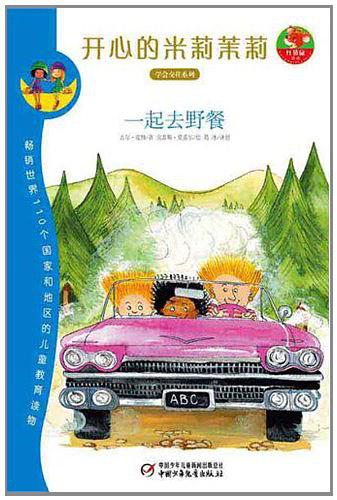 开心的米莉茉莉
学会交往系列
一起去野餐
畅销世界110个国家和地区的儿童教育读物
ABC
中国少年儿童新闻出版总社
中国少年儿童出版社